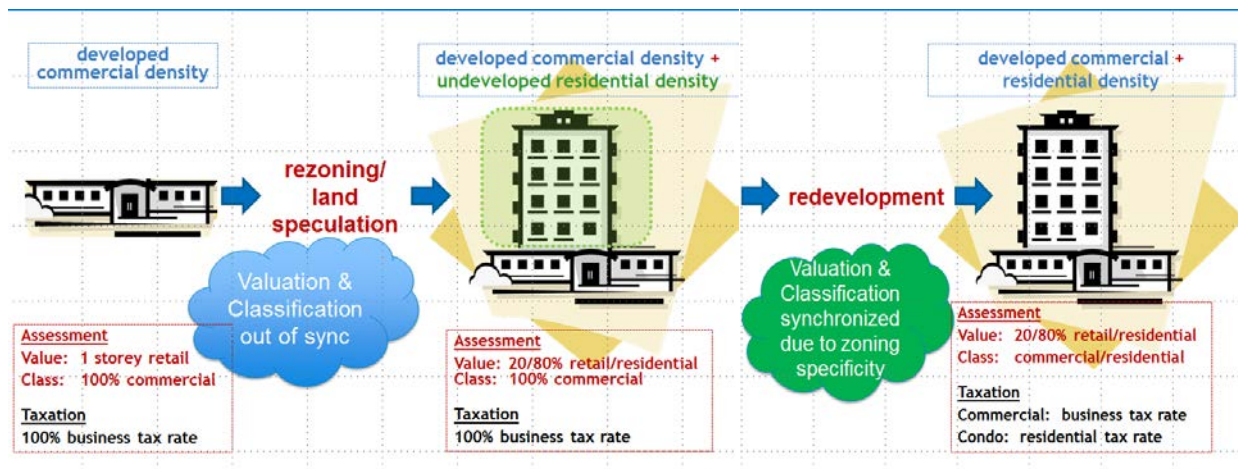 developed
commercial density
rezoning/
land
speculation
Valuation &
Classification
out of sync
Assessment
Value: 1 storey retail
Class: 100% commercial
Taxation
100% business tax rate
developed commercial density +
undeveloped residential density
Assessment
Value: 20/80% retail/residential
Class: 100% commercial
Taxation
100% business tax rate
redevelopment
Valuation &
Classification
synchronized
due to zoning
specificity
developed commercial +
residential density
Assessment
Value: 20/80% retail/residential
Class: commercial/residential
Taxation
Commercial: business tax rate
Condo: residential tax rate